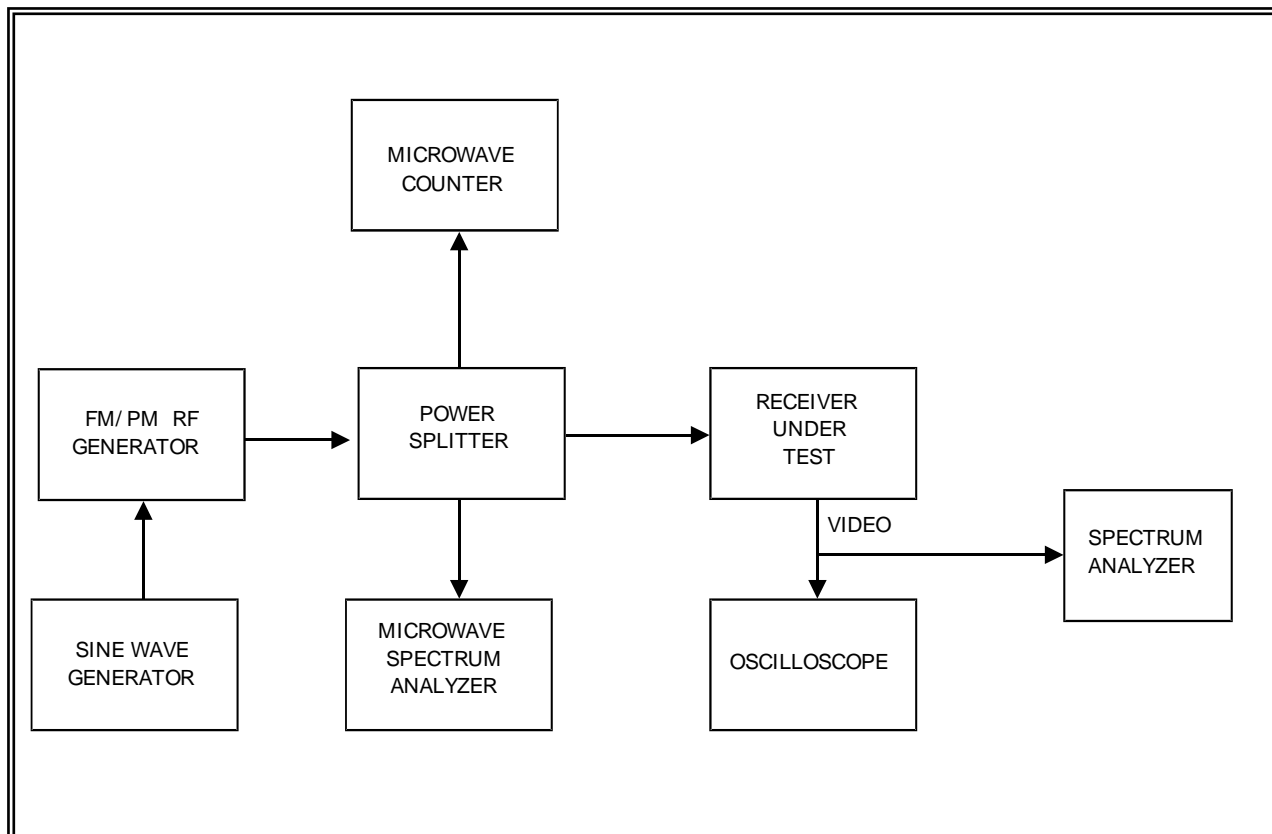 MICROWAVE
COUNTER
FM/ PM RF
GENERATOR
POWER
SPLITTER
RECEIVER
UNDER
TEST
VIDEO
SPECTRUM
ANALYZER
SINE WAVE
GENERATOR
MICROWAVE
SPECTRUM
ANALYZER
OSCILLOSCOPE